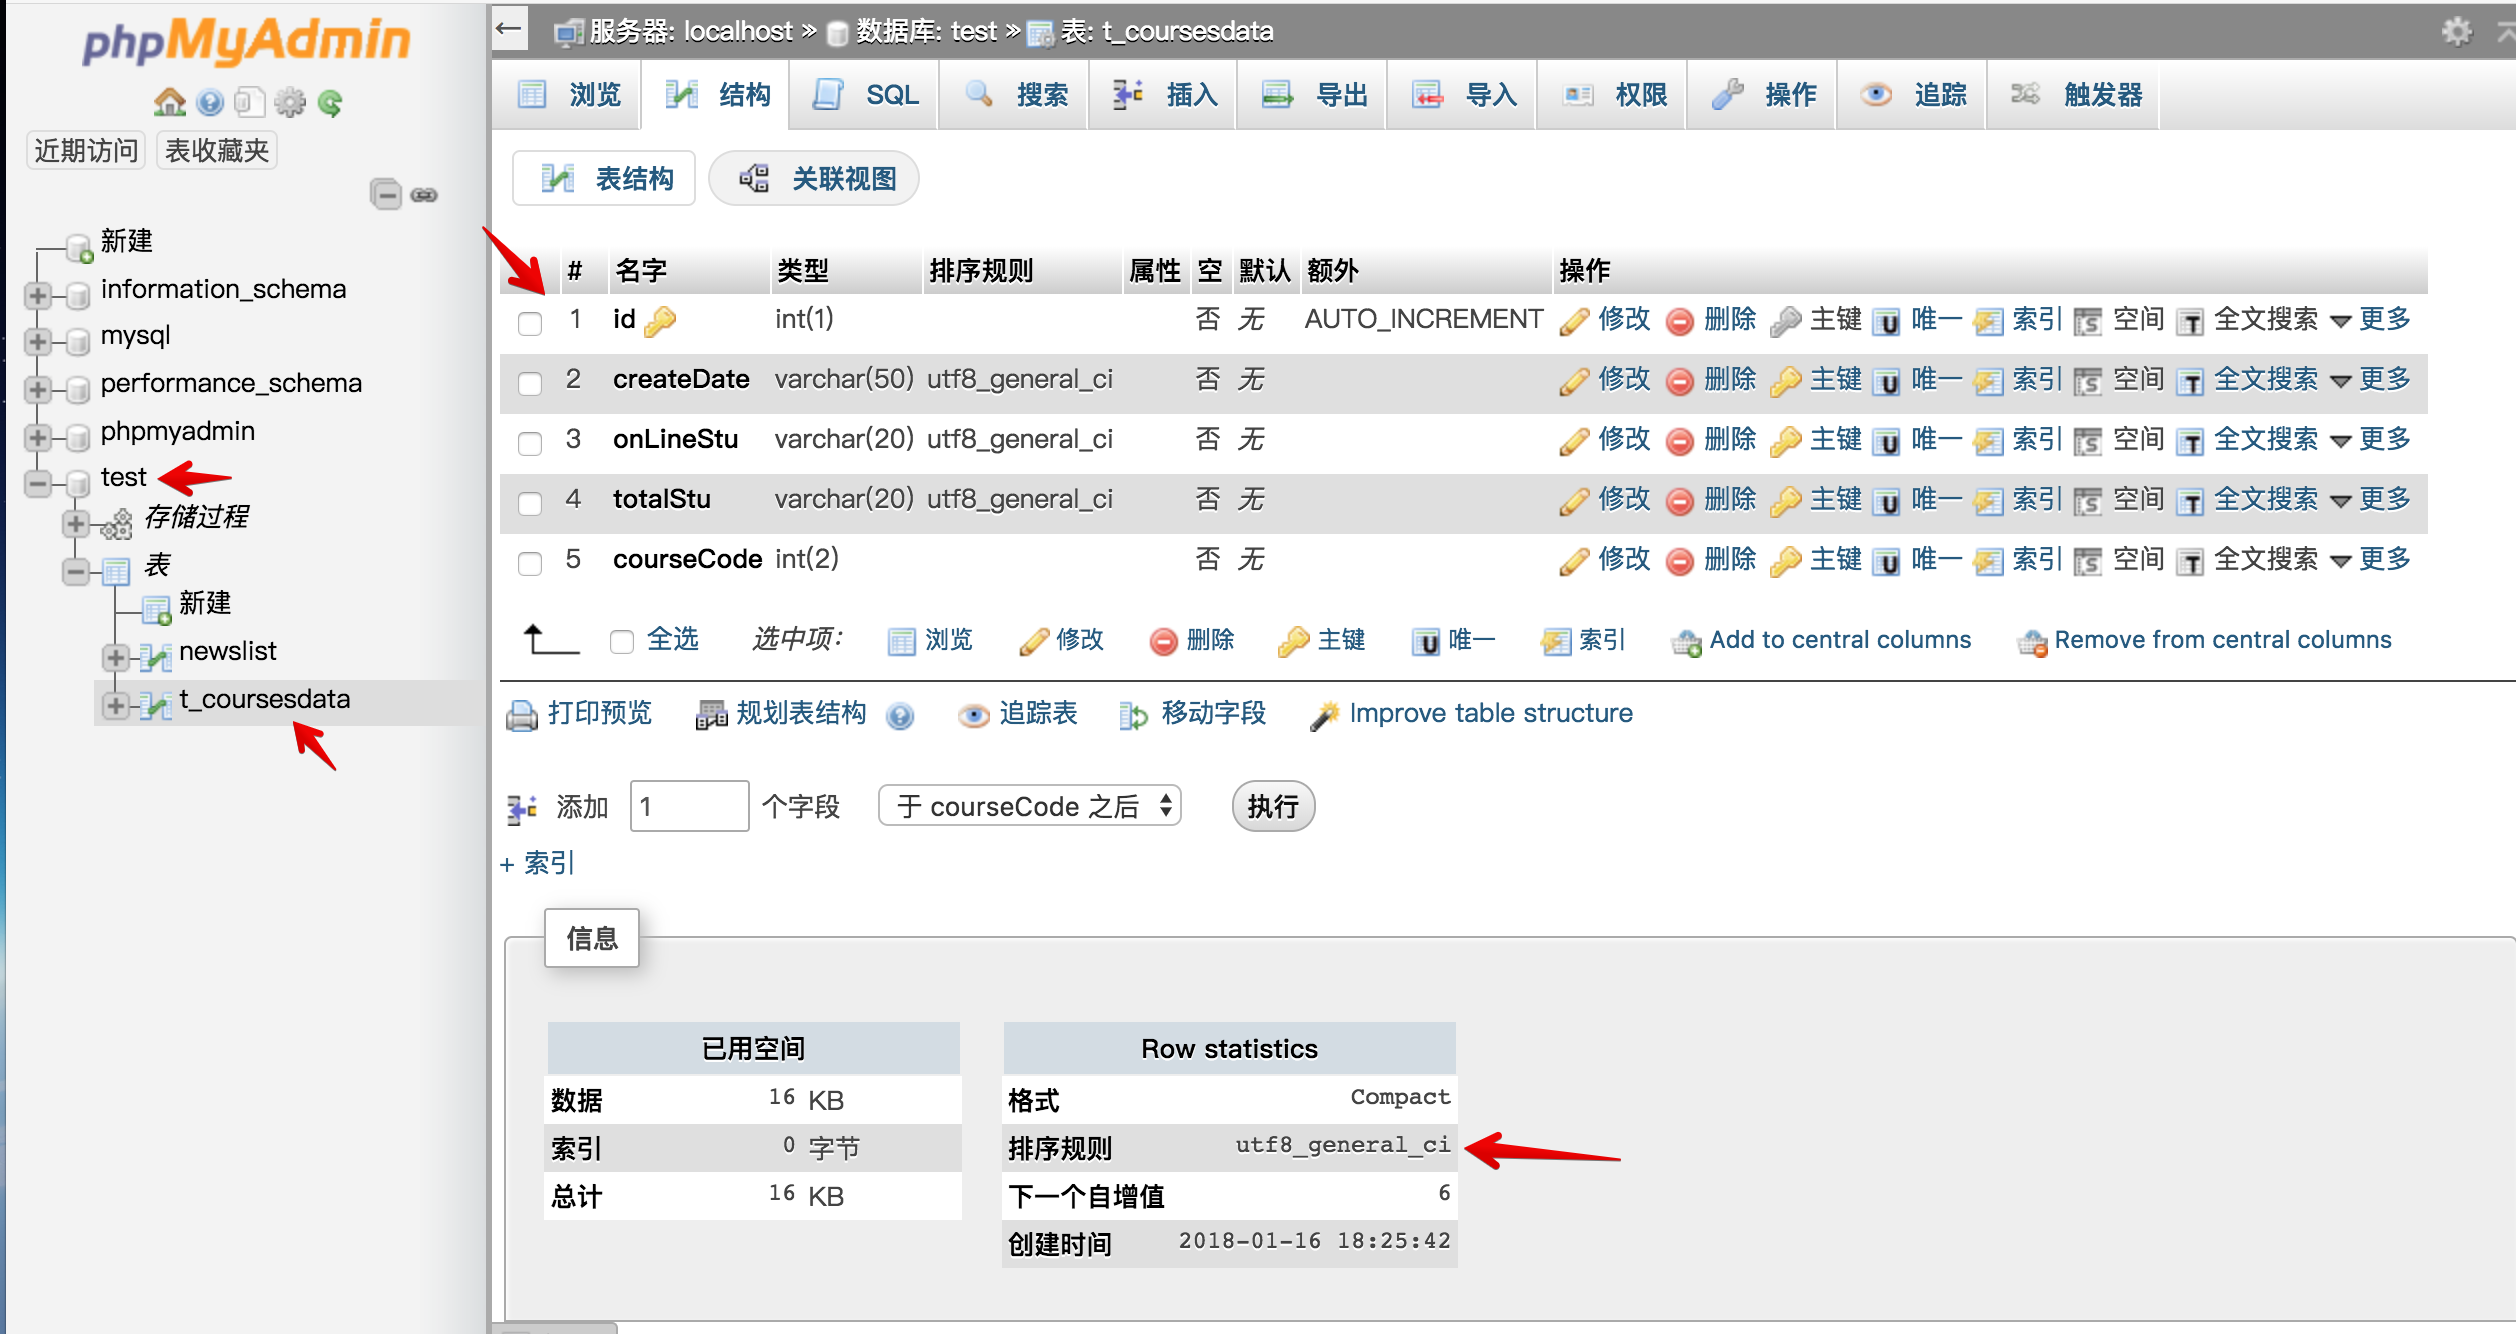 phpMyAdmin
近期访问 表收藏夹
新建
information_schema
mysql
performance_schema
phpmyadmin
test
存储过程
表
新建
newslist
t_coursesdata
服务器: localhost » 数据库: test » 表: t_coursesdata
浏览 结构 SQL 搜索 插入 导出 导入 权限 操作 追踪 触发器
表结构 关联视图
# 名字 类型 排序规则 属性 空 默认 额外 操作
1 id int(1) 否 无 AUTO_INCREMENT 修改 删除 主键 唯一 索引 空间 全文搜索 更多
2 createDate varchar(50) utf8_general_ci 否 无 修改 删除 主键 唯一 索引 空间 全文搜索 更多
3 onLineStu varchar(20) utf8_general_ci 否 无 修改 删除 主键 唯一 索引 空间 全文搜索 更多
4 totalStu varchar(20) utf8_general_ci 否 无 修改 删除 主键 唯一 索引 空间 全文搜索 更多
5 courseCode int(2) 否 无 修改 删除 主键 唯一 索引 空间 全文搜索 更多
全选 选中项: 浏览 修改 删除 主键 唯一 索引 Add to central columns Remove from central columns
打印预览 规划表结构 追踪表 移动字段 Improve table structure
添加 1 个字段 于 courseCode 之后 执行
+ 索引
信息
已用空间
数据 16 KB
索引 0 字节
总计 16 KB
Row statistics
格式 Compact
排序规则 utf8_general_ci
下一个自增值 6
创建时间 2018-01-16 18:25:42